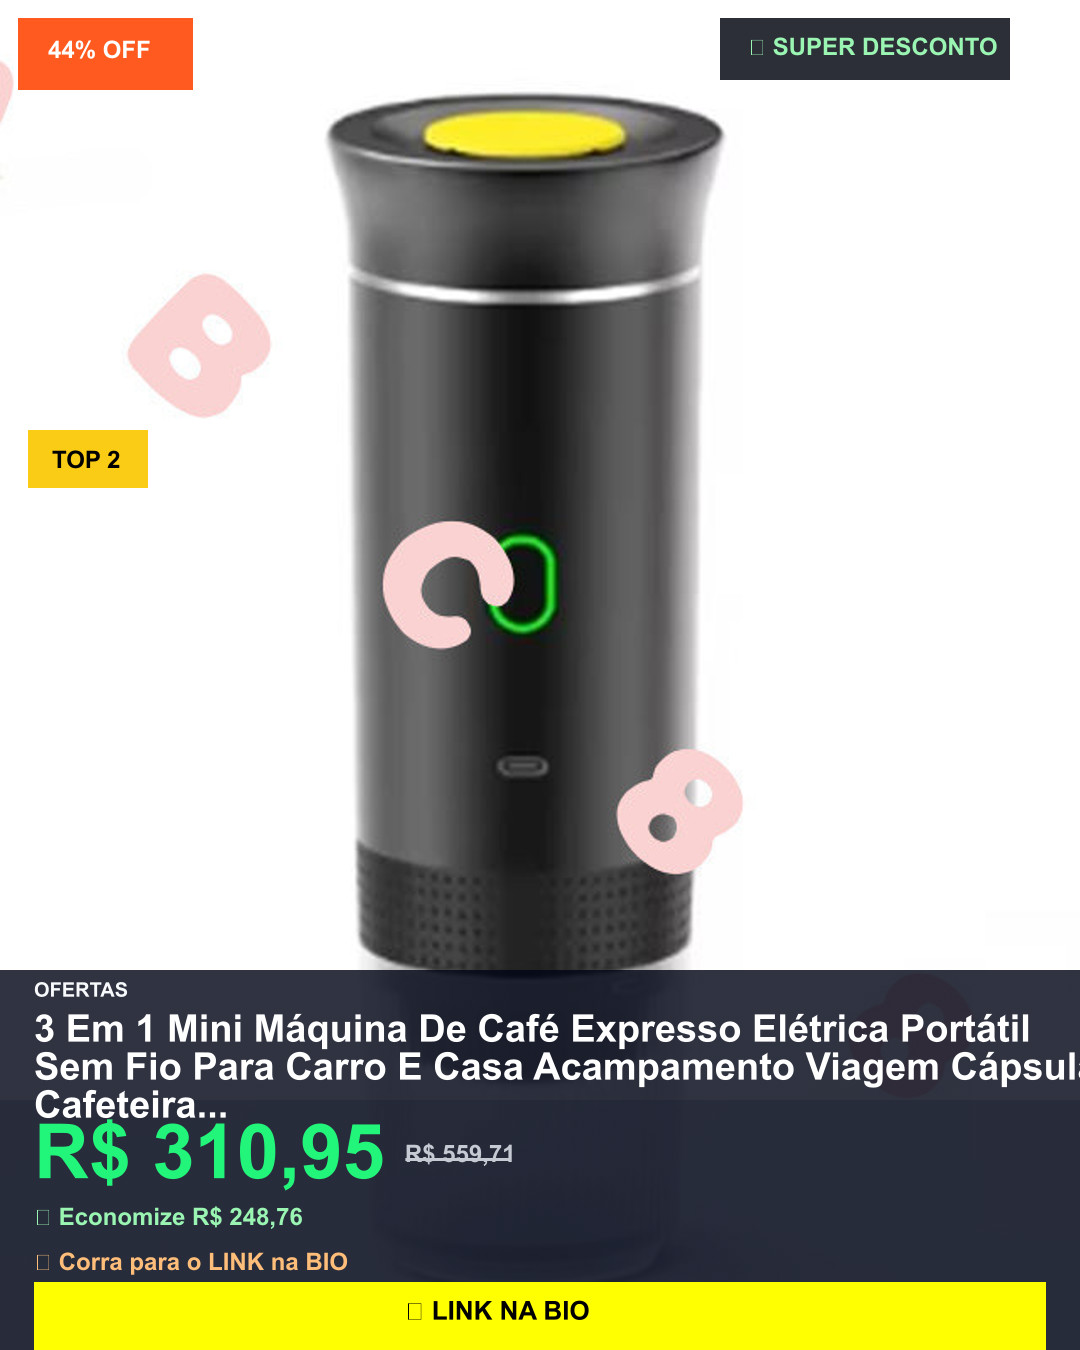 44% OFF
SUPER DESCONTO
TOP 2
OFERTAS
3 Em 1 Mini Máquina De Café Expresso Elétrica Portátil
Sem Fio Para Carro E Casa Acampamento Viagem Cápsula
Cafeteira...
R$ 310,95 R$ 559,71
Economize R$ 248,76
Corra para o LINK na BIO
LINK NA BIO